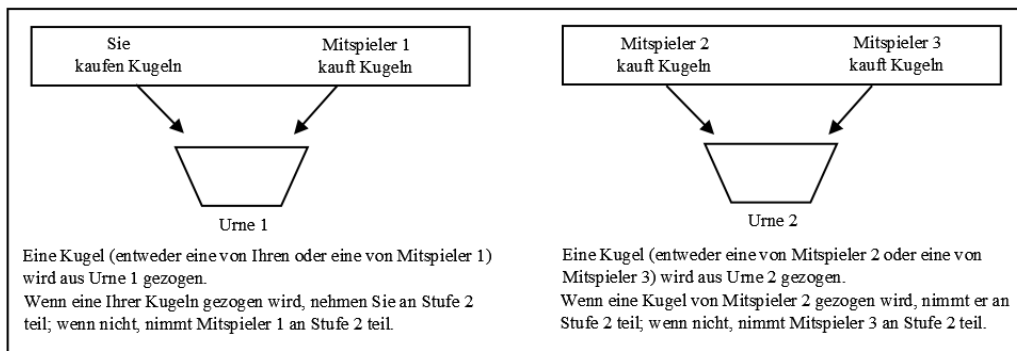 Sie
kaufen Kugeln
Mitspieler 1
kauft Kugeln
Urne 1
Eine Kugel (entweder eine von Ihren oder eine von Mitspieler 1)
wird aus Urne 1 gezogen.
Wenn eine Ihrer Kugeln gezogen wird, nehmen Sie an Stufe 2
teil; wenn nicht, nimmt Mitspieler 1 an Stufe 2 teil.
Mitspieler 2
kauft Kugeln
Mitspieler 3
kauft Kugeln
Urne 2
Eine Kugel (entweder eine von Mitspieler 2 oder eine von
Mitspieler 3) wird aus Urne 2 gezogen.
Wenn eine Kugel von Mitspieler 2 gezogen wird, nimmt er an
Stufe 2 teil; wenn nicht, nimmt Mitspieler 3 an Stufe 2 teil.